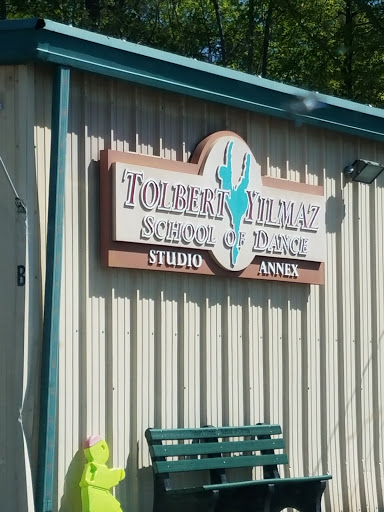 TOLBERT YILMAZ
SCHOOL OF DANCE
STUDIO ANNEX
B